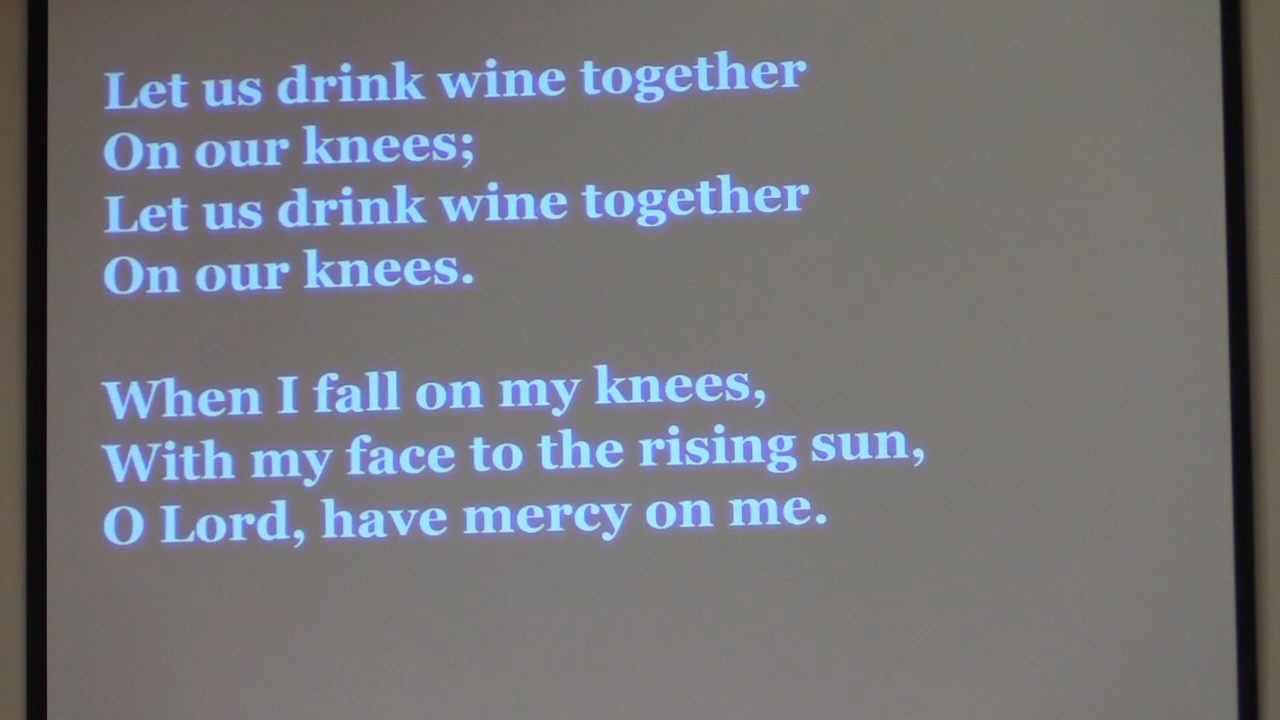 Let us drink wine together
On our knees;
Let us drink wine together
On our knees.
When I fall on my knees,
With my face to the rising sun,
O Lord, have mercy on me.